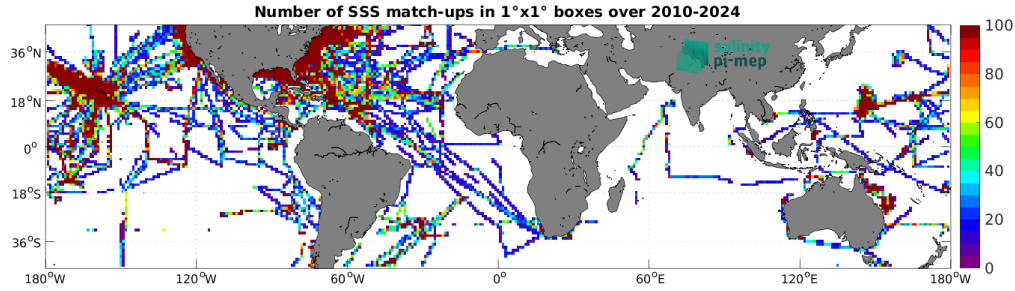 Number of SSS match-ups in 1°x1° boxes over 2010-2024
salinity
pi-mep
36°N
18°N
0°
18°S
36°S
180°W
120°W
60°W
0°
60°E
120°E
180°W
100
80
60
40
20
0